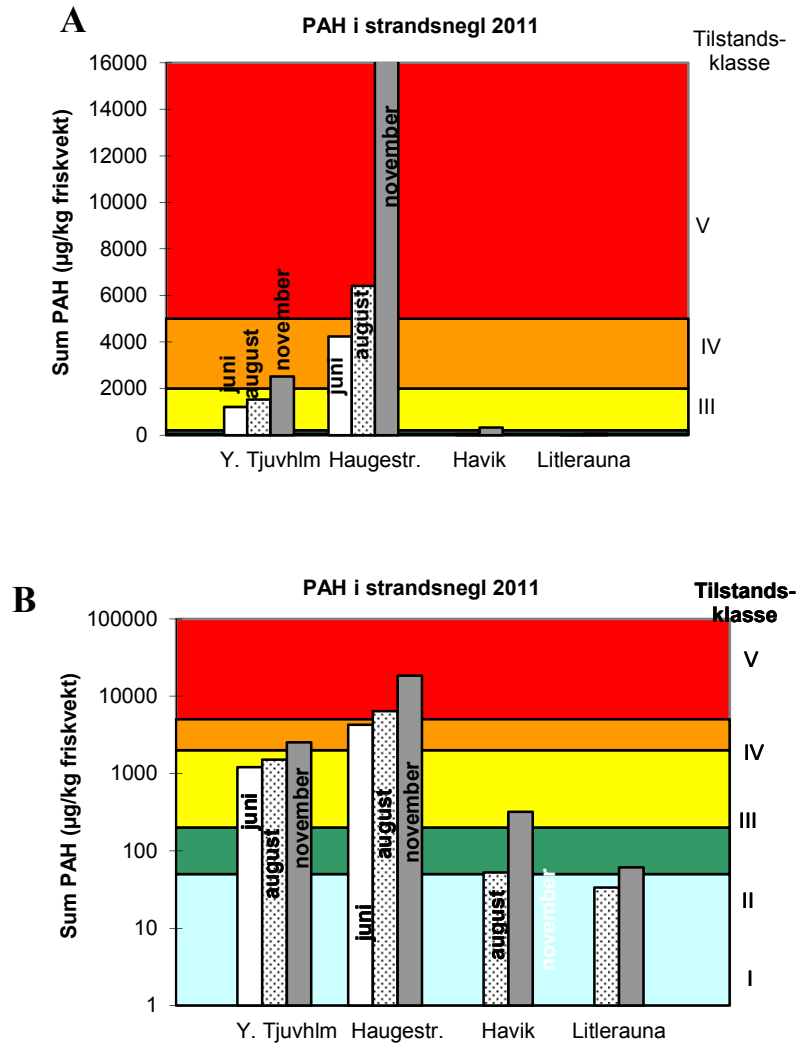 A
PAH i strandsnegl 2011
Tilstands-
klasse
Sum PAH (µg/kg friskvekt)
16000
14000
12000
10000
8000
6000
4000
2000
0
juni
august
november
juni
august
november
V
IV
III
Y. Tjuvhlm Haugestr. Havik Litlerauna
B
PAH i strandsnegl 2011
Tilstands-
klasse
Sum PAH (µg/kg friskvekt)
100000
10000
1000
100
10
1
juni
august
november
juni
august
november
august
november
V
IV
III
II
I
Y. Tjuvhlm Haugestr. Havik Litlerauna